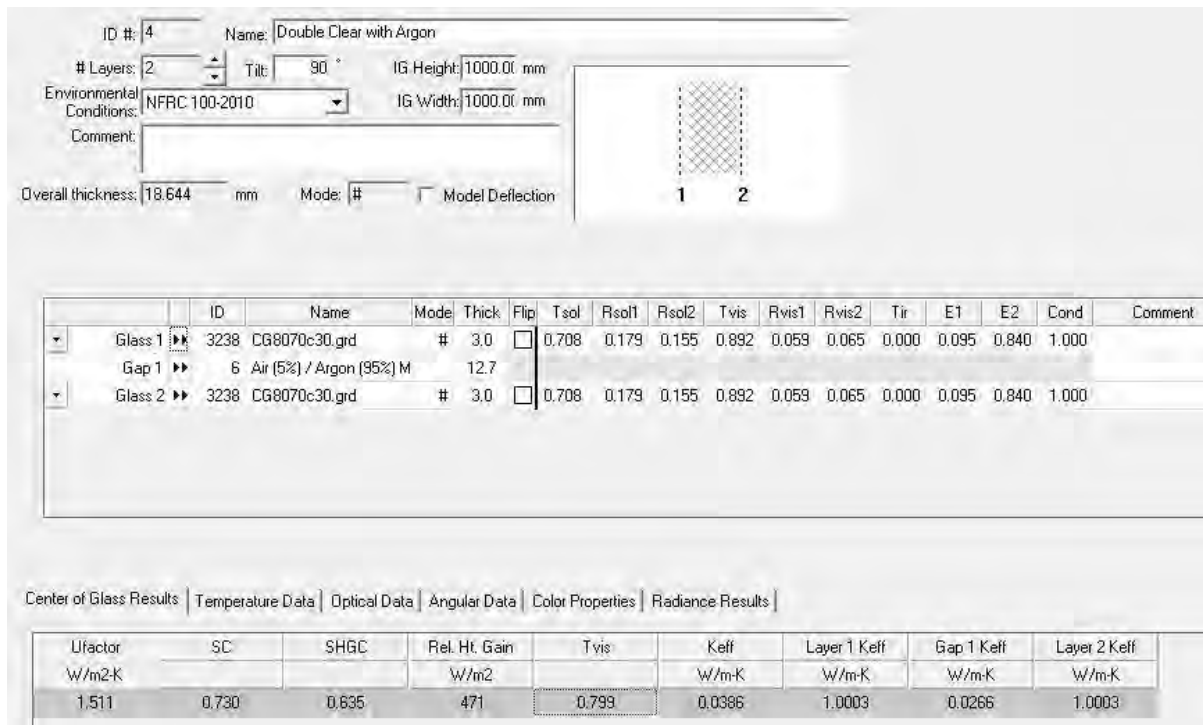 ID #: 4 Name: Double Clear with Argon
# Layers: 2 Tilt: 90 ° IG Height: 1000.00 mm
Environmental Conditions: NFRC 100-2010 IG Width: 1000.00 mm
Comment:
Overall thickness: 18.644 mm Mode: # Model Deflection
1 2
ID Name Mode Thick Flip Tsol Rsol1 Rsol2 Tvis Rvis1 Rvis2 Tir E1 E2 Cond Comment
Glass 1 3238 CG8070c30.grd # 3.0 0.708 0.179 0.155 0.892 0.059 0.065 0.000 0.095 0.840 1.000
Gap 1 6 Air (5%) / Argon (95%) M 12.7
Glass 2 3238 CG8070c30.grd # 3.0 0.708 0.179 0.155 0.892 0.059 0.065 0.000 0.095 0.840 1.000
Center of Glass Results Temperature Data Optical Data Angular Data Color Properties Radiance Results
Ufactor SC SHGC Rel. Ht. Gain Tvis Keff Layer 1 Keff Gap 1 Keff Layer 2 Keff
W/m2-K W/m2 W/m-K W/m-K W/m-K W/m-K
1.511 0.730 0.635 471 0.799 0.0386 1.0003 0.0266 1.0003